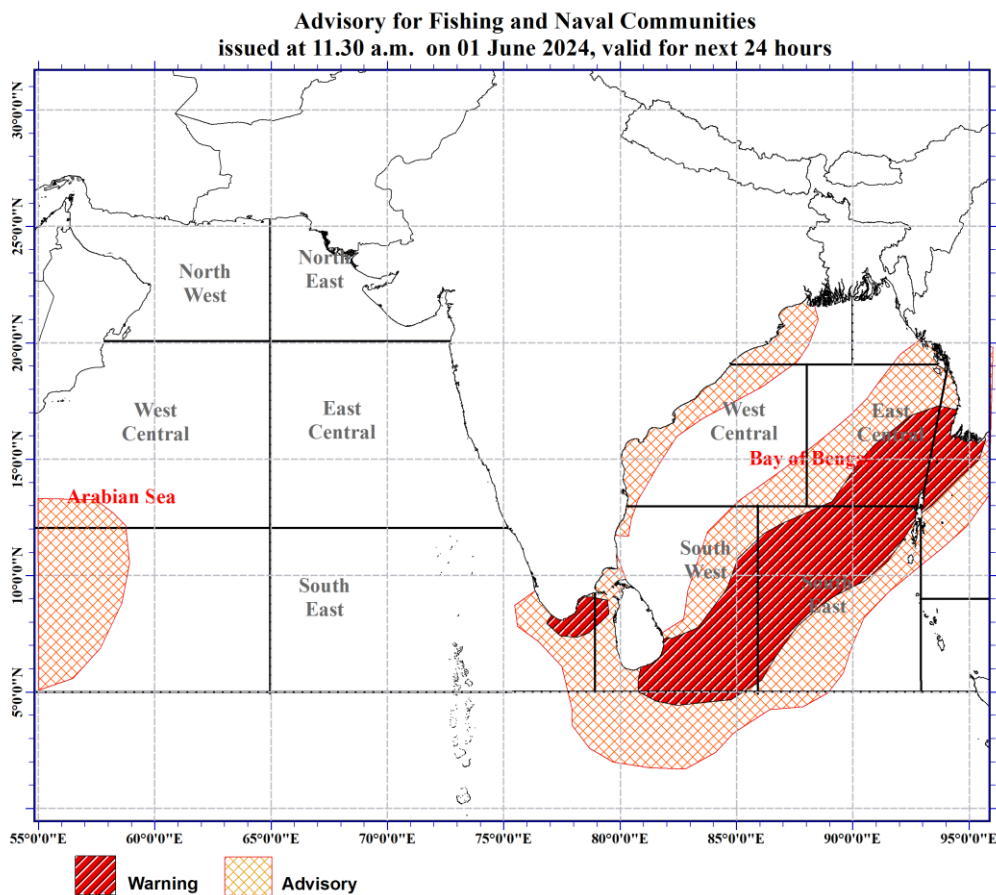 Advisory for Fishing and Naval Communities
issued at 11.30 a.m. on 01 June 2024, valid for next 24 hours
30°0'0"N
25°0'0"N
20°0'0"N
15°0'0"N
10°0'0"N
5°0'0"N
North
West
North
East
West
Central
East
Central
West
Central
East
Central
Bay of Benga
Arabian Sea
South
West
South
East
South
East
55°0'0"E
60°0'0"E
65°0'0"E
70°0'0"E
75°0'0"E
80°0'0"E
85°0'0"E
90°0'0"E
95°0'0"E
Warning
Advisory